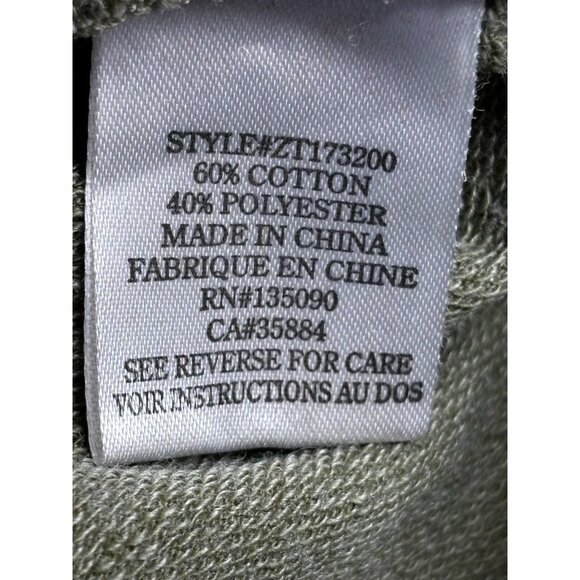 STYLE#ZT173200
60% COTTON
40% POLYESTER
MADE IN CHINA
FABRIQUE EN CHINE
RN#135090
CA#35884
SEE REVERSE FOR CARE
VOIR INSTRUCTIONS AU DOS